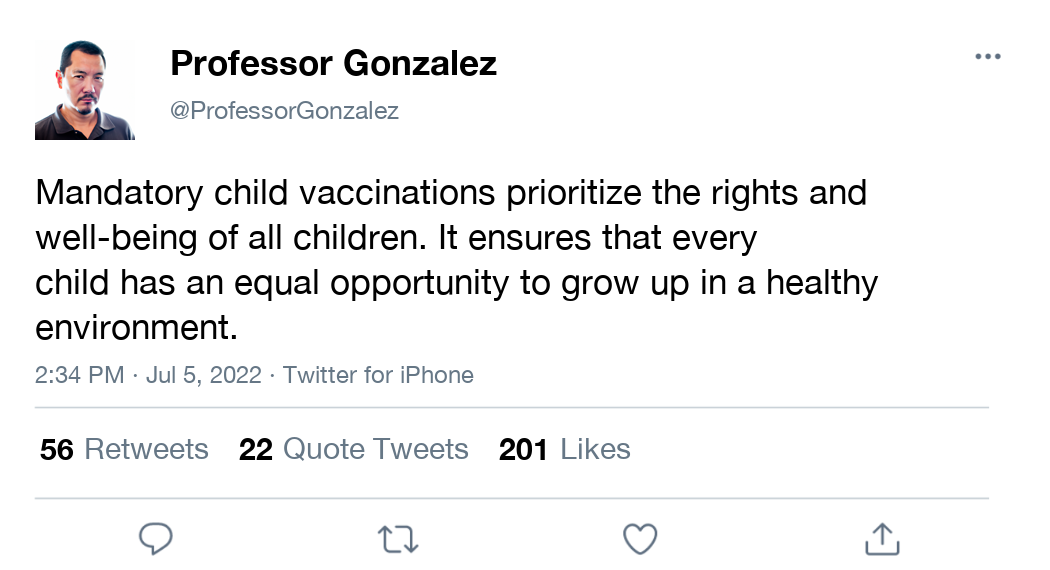 Professor Gonzalez
@ProfessorGonzalez
Mandatory child vaccinations prioritize the rights and
well-being of all children. It ensures that every
child has an equal opportunity to grow up in a healthy
environment.
2:34 PM · Jul 5, 2022 · Twitter for iPhone
56 Retweets 22 Quote Tweets 201 Likes